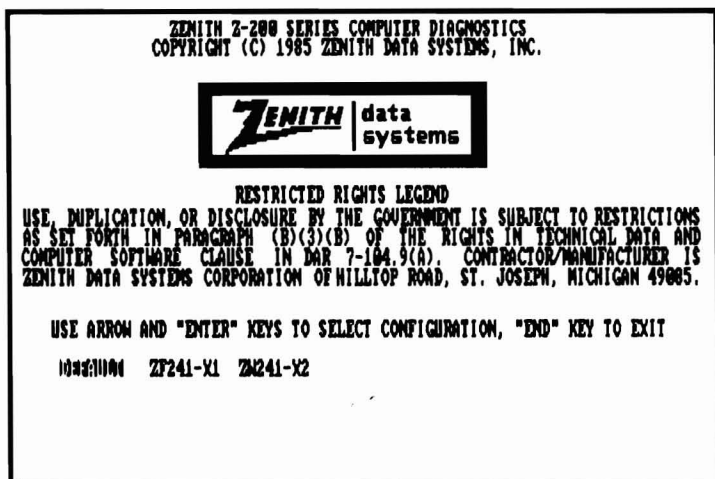 ZENITH Z-200 SERIES COMPUTER DIAGNOSTICS
COPYRIGHT (C) 1985 ZENITH DATA SYSTEMS, INC.
ZENITH data systems
RESTRICTED RIGHTS LEGEND
USE, DUPLICATION, OR DISCLOSURE BY THE GOVERNMENT IS SUBJECT TO RESTRICTIONS
AS SET FORTH IN PARAGRAPH (B)(3)(B) OF THE RIGHTS IN TECHNICAL DATA AND
COMPUTER SOFTWARE CLAUSE IN DAR 7-104.9(A). CONTRACTOR/MANUFACTURER IS
ZENITH DATA SYSTEMS CORPORATION OF HILLTOP ROAD, ST. JOSEPH, MICHIGAN 49085.
USE ARROW AND "ENTER" KEYS TO SELECT CONFIGURATION, "END" KEY TO EXIT
ZF241-X1 ZW241-X2